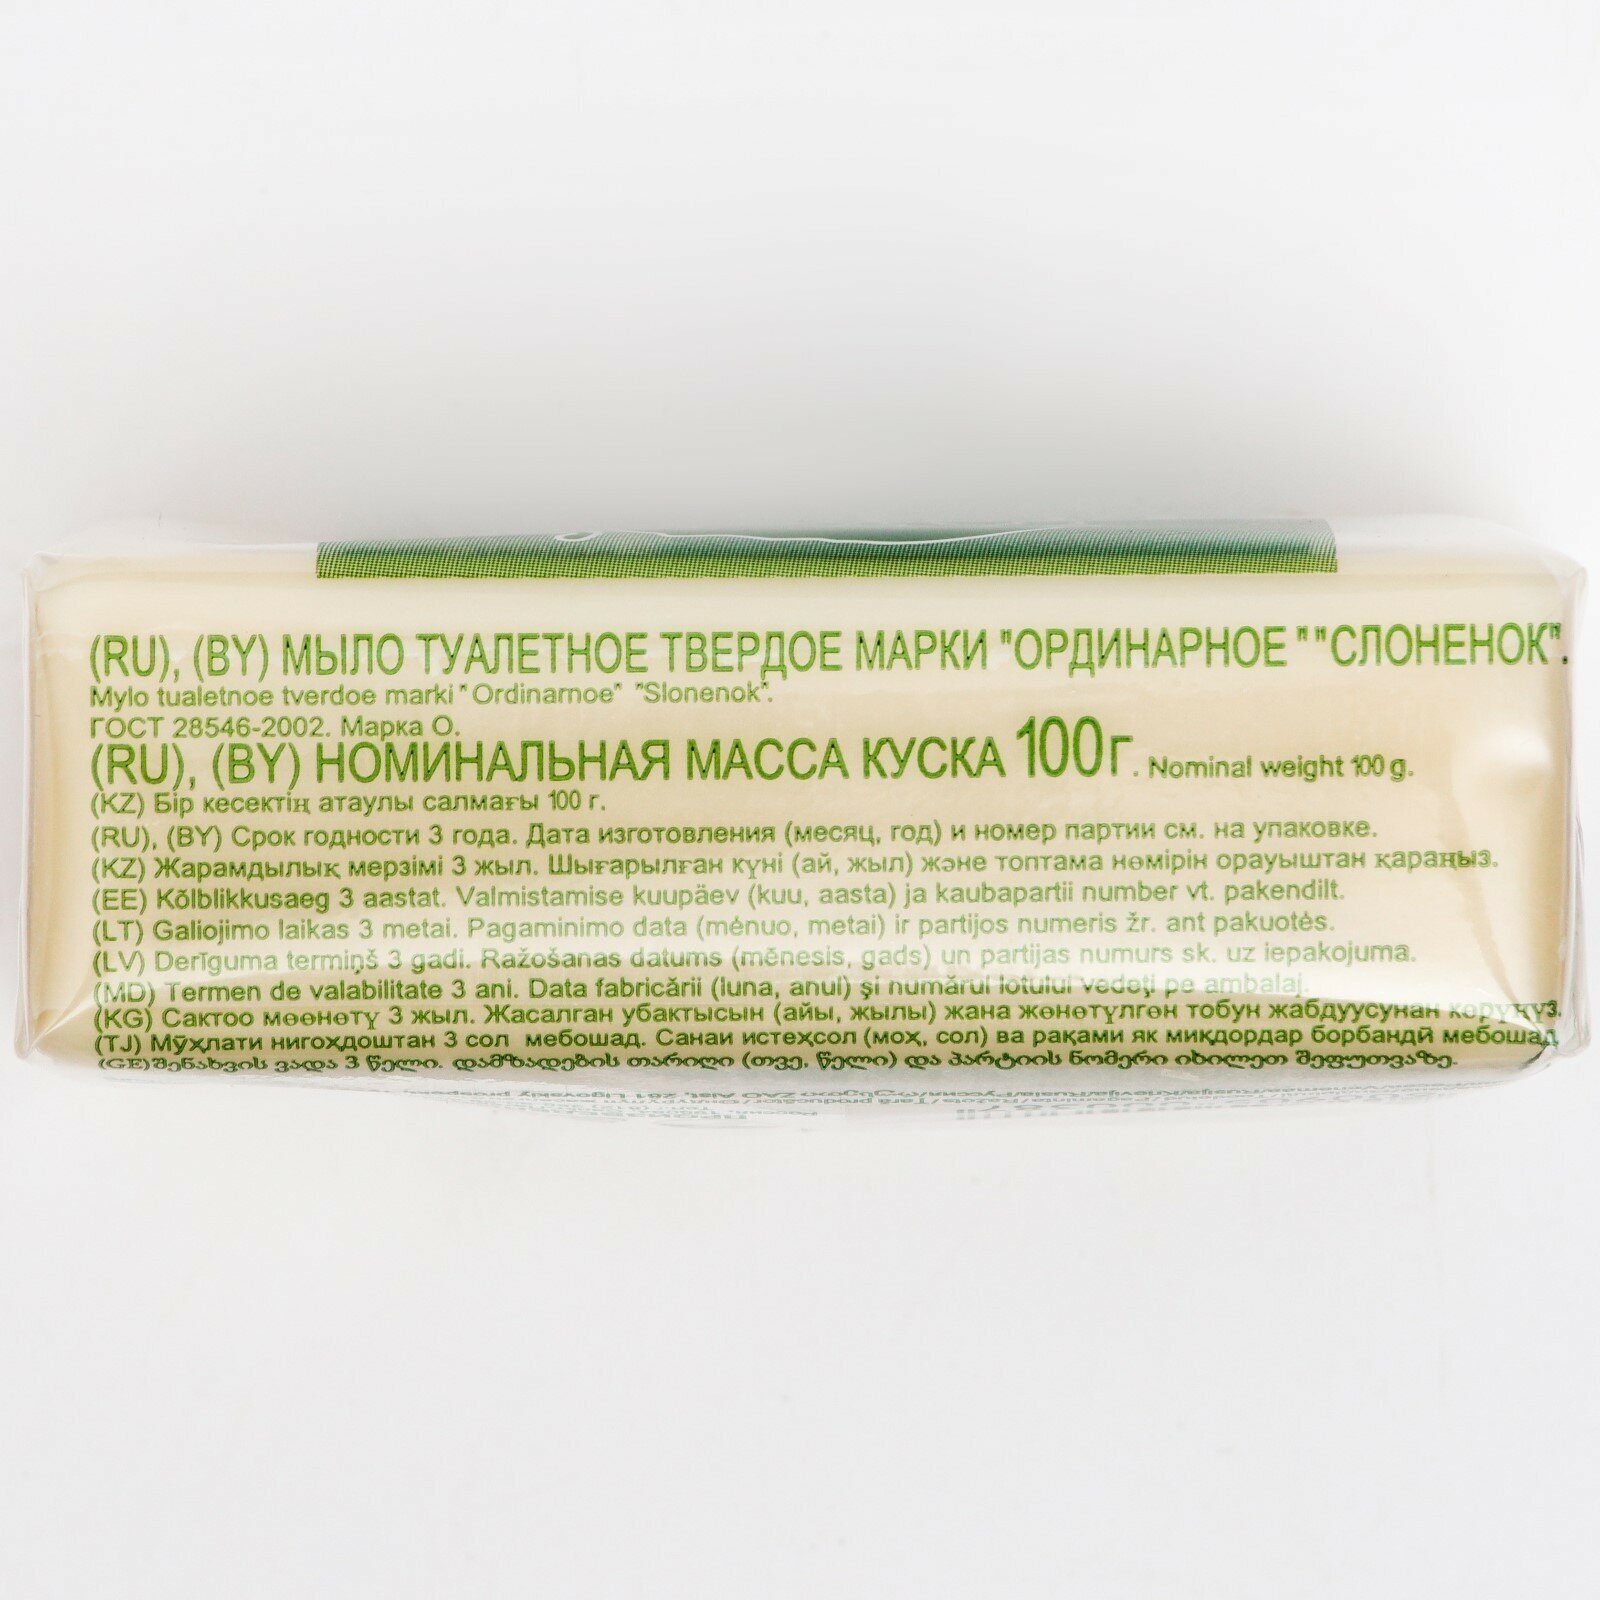 (RU), (BY) МЫЛО ТУАЛЕТНОЕ ТВЕРДОЕ МАРКИ "ОРДИНАРНОЕ" "СЛОНЕНОК".
Mylo tualetnoe tverdoe marki "Ordinarnoe" "Slonenok".
ГОСТ 28546-2002. Марка О.
(RU), (BY) НОМИНАЛЬНАЯ МАССА КУСКА 100г. Nominal weight 100 g.
(KZ) Бір кесектің атаулы салмағы 100 г.
(RU), (BY) Срок годности 3 года. Дата изготовления (месяц, год) и номер партии см. на упаковке.
(KZ) Жарамдылық мерзімі 3 жыл. Шығарылған күні (ай, жыл) және топтама нөмірін орауыштан қараңыз.
(EE) Kõlblikkusaeg 3 aastat. Valmistamise kuupäev (kuu, aasta) ja kaubapartii number vt. pakendilt.
(LT) Galiojimo laikas 3 metai. Pagaminimo data (mėnuo, metai) ir partijos numeris žr. ant pakuotės.
(LV) Derīguma termiņš 3 gadi. Ražošanas datums (mēnesis, gads) un partijas numurs sk. uz iepakojuma.
(MD) Termen de valabilitate 3 ani. Data fabricării (luna, anul) şi numărul lotului vedeţi pe ambalaj.
(KG) Сактоо мөөнөтү 3 жыл. Жасалган убактысын (айы, жылы) жана жөнөтүлгөн тобун жабдуусунан көрүңүз.
(TJ) Мӯҳлати нигоҳдоштан 3 сол мебошад. Санаи истеҳсол (моҳ, сол) ва рақами як миқдордар борбандӣ мебошад
(GE) შენახვის ვადა 3 წელი. დამზადების თარიღი (თვე, წელი) და პარტიის ნომერი იხილეთ შეფუთვაზე.